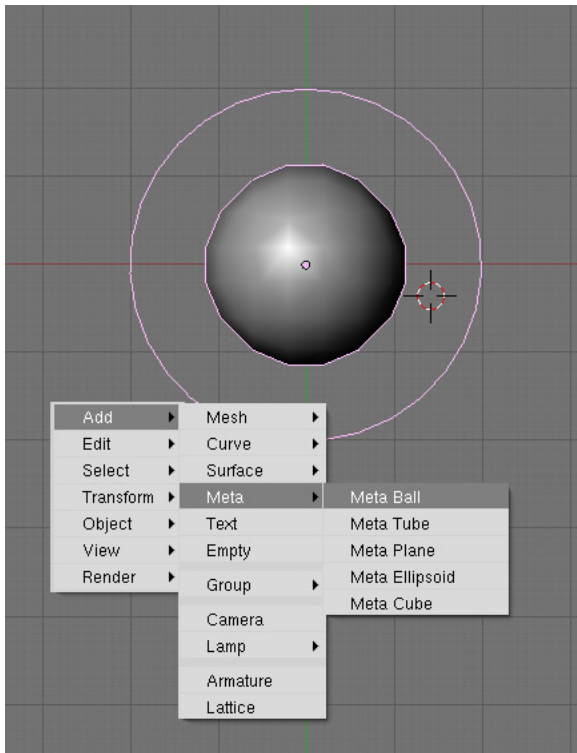 Add
Edit
Select
Transform
Object
View
Render
Mesh
Curve
Surface
Meta
Text
Empty
Group
Camera
Lamp
Armature
Lattice
Meta Ball
Meta Tube
Meta Plane
Meta Ellipsoid
Meta Cube